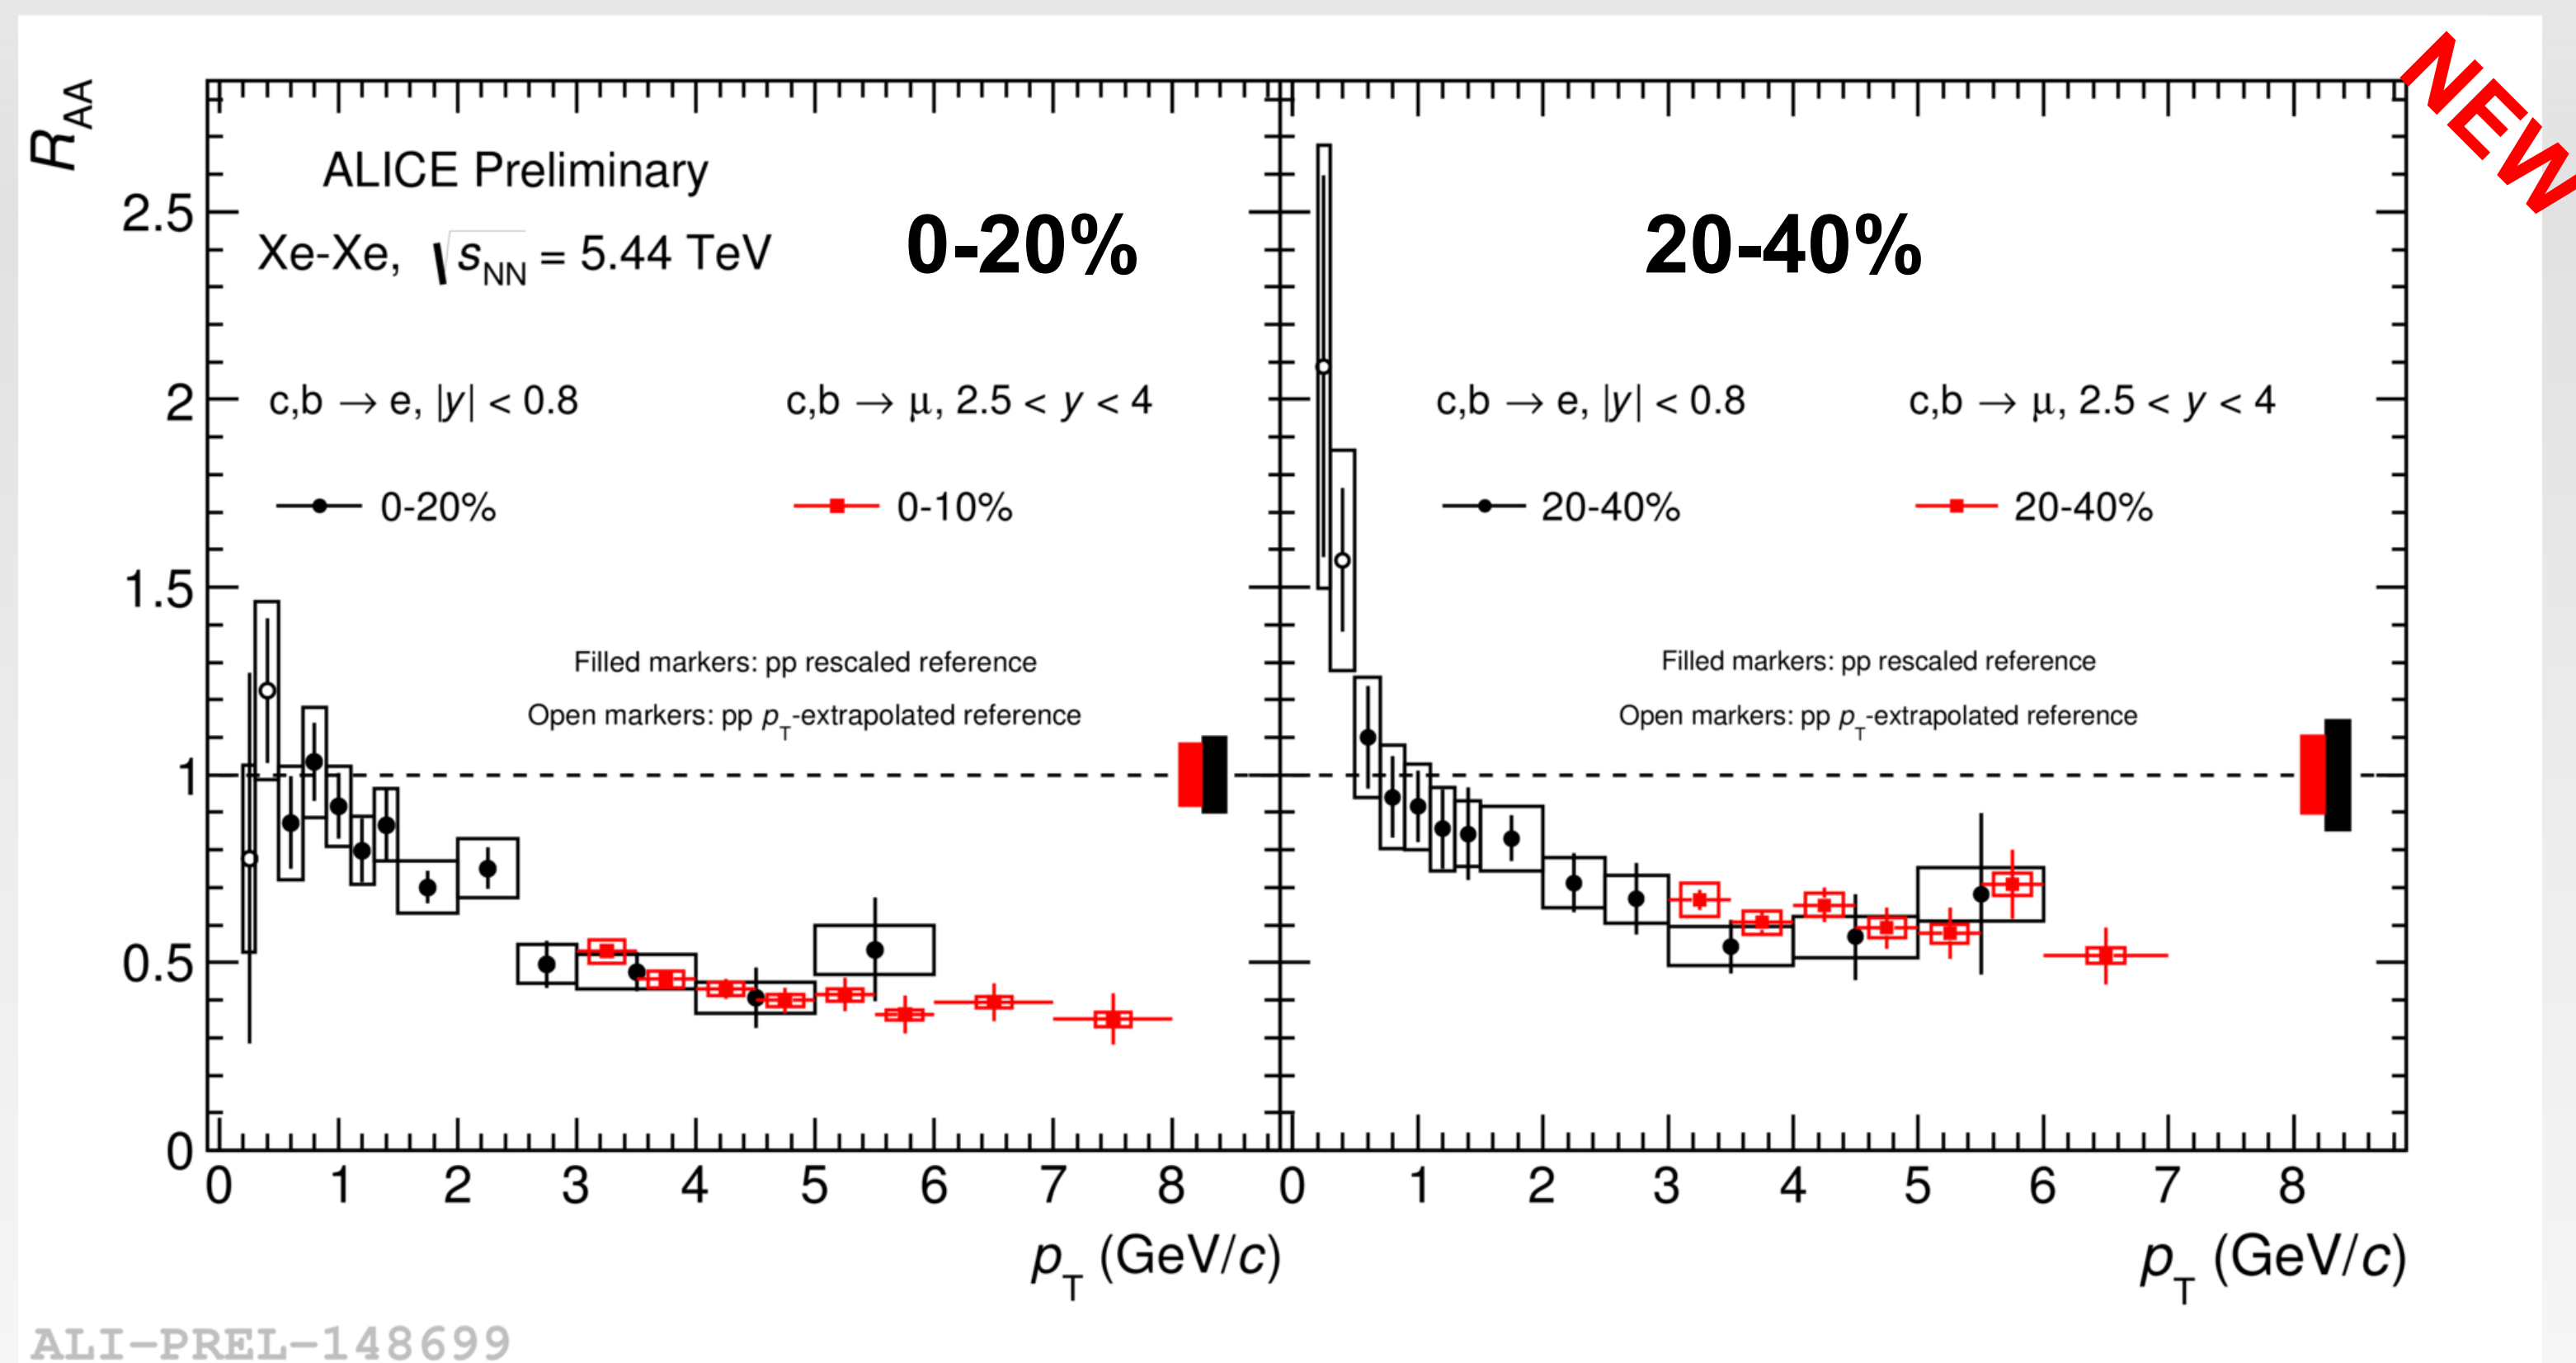 NEW
R_AA
ALICE Preliminary
Xe-Xe, √s_NN = 5.44 TeV
0-20%
c,b → e, |y| < 0.8
c,b → μ, 2.5 < y < 4
0-20%
0-10%
Filled markers: pp rescaled reference
Open markers: pp p_T-extrapolated reference
20-40%
c,b → e, |y| < 0.8
c,b → μ, 2.5 < y < 4
20-40%
20-40%
Filled markers: pp rescaled reference
Open markers: pp p_T-extrapolated reference
2.5
2
1.5
1
0.5
0
0 1 2 3 4 5 6 7 8
0 1 2 3 4 5 6 7 8
p_T (GeV/c)
p_T (GeV/c)
ALI-PREL-148699